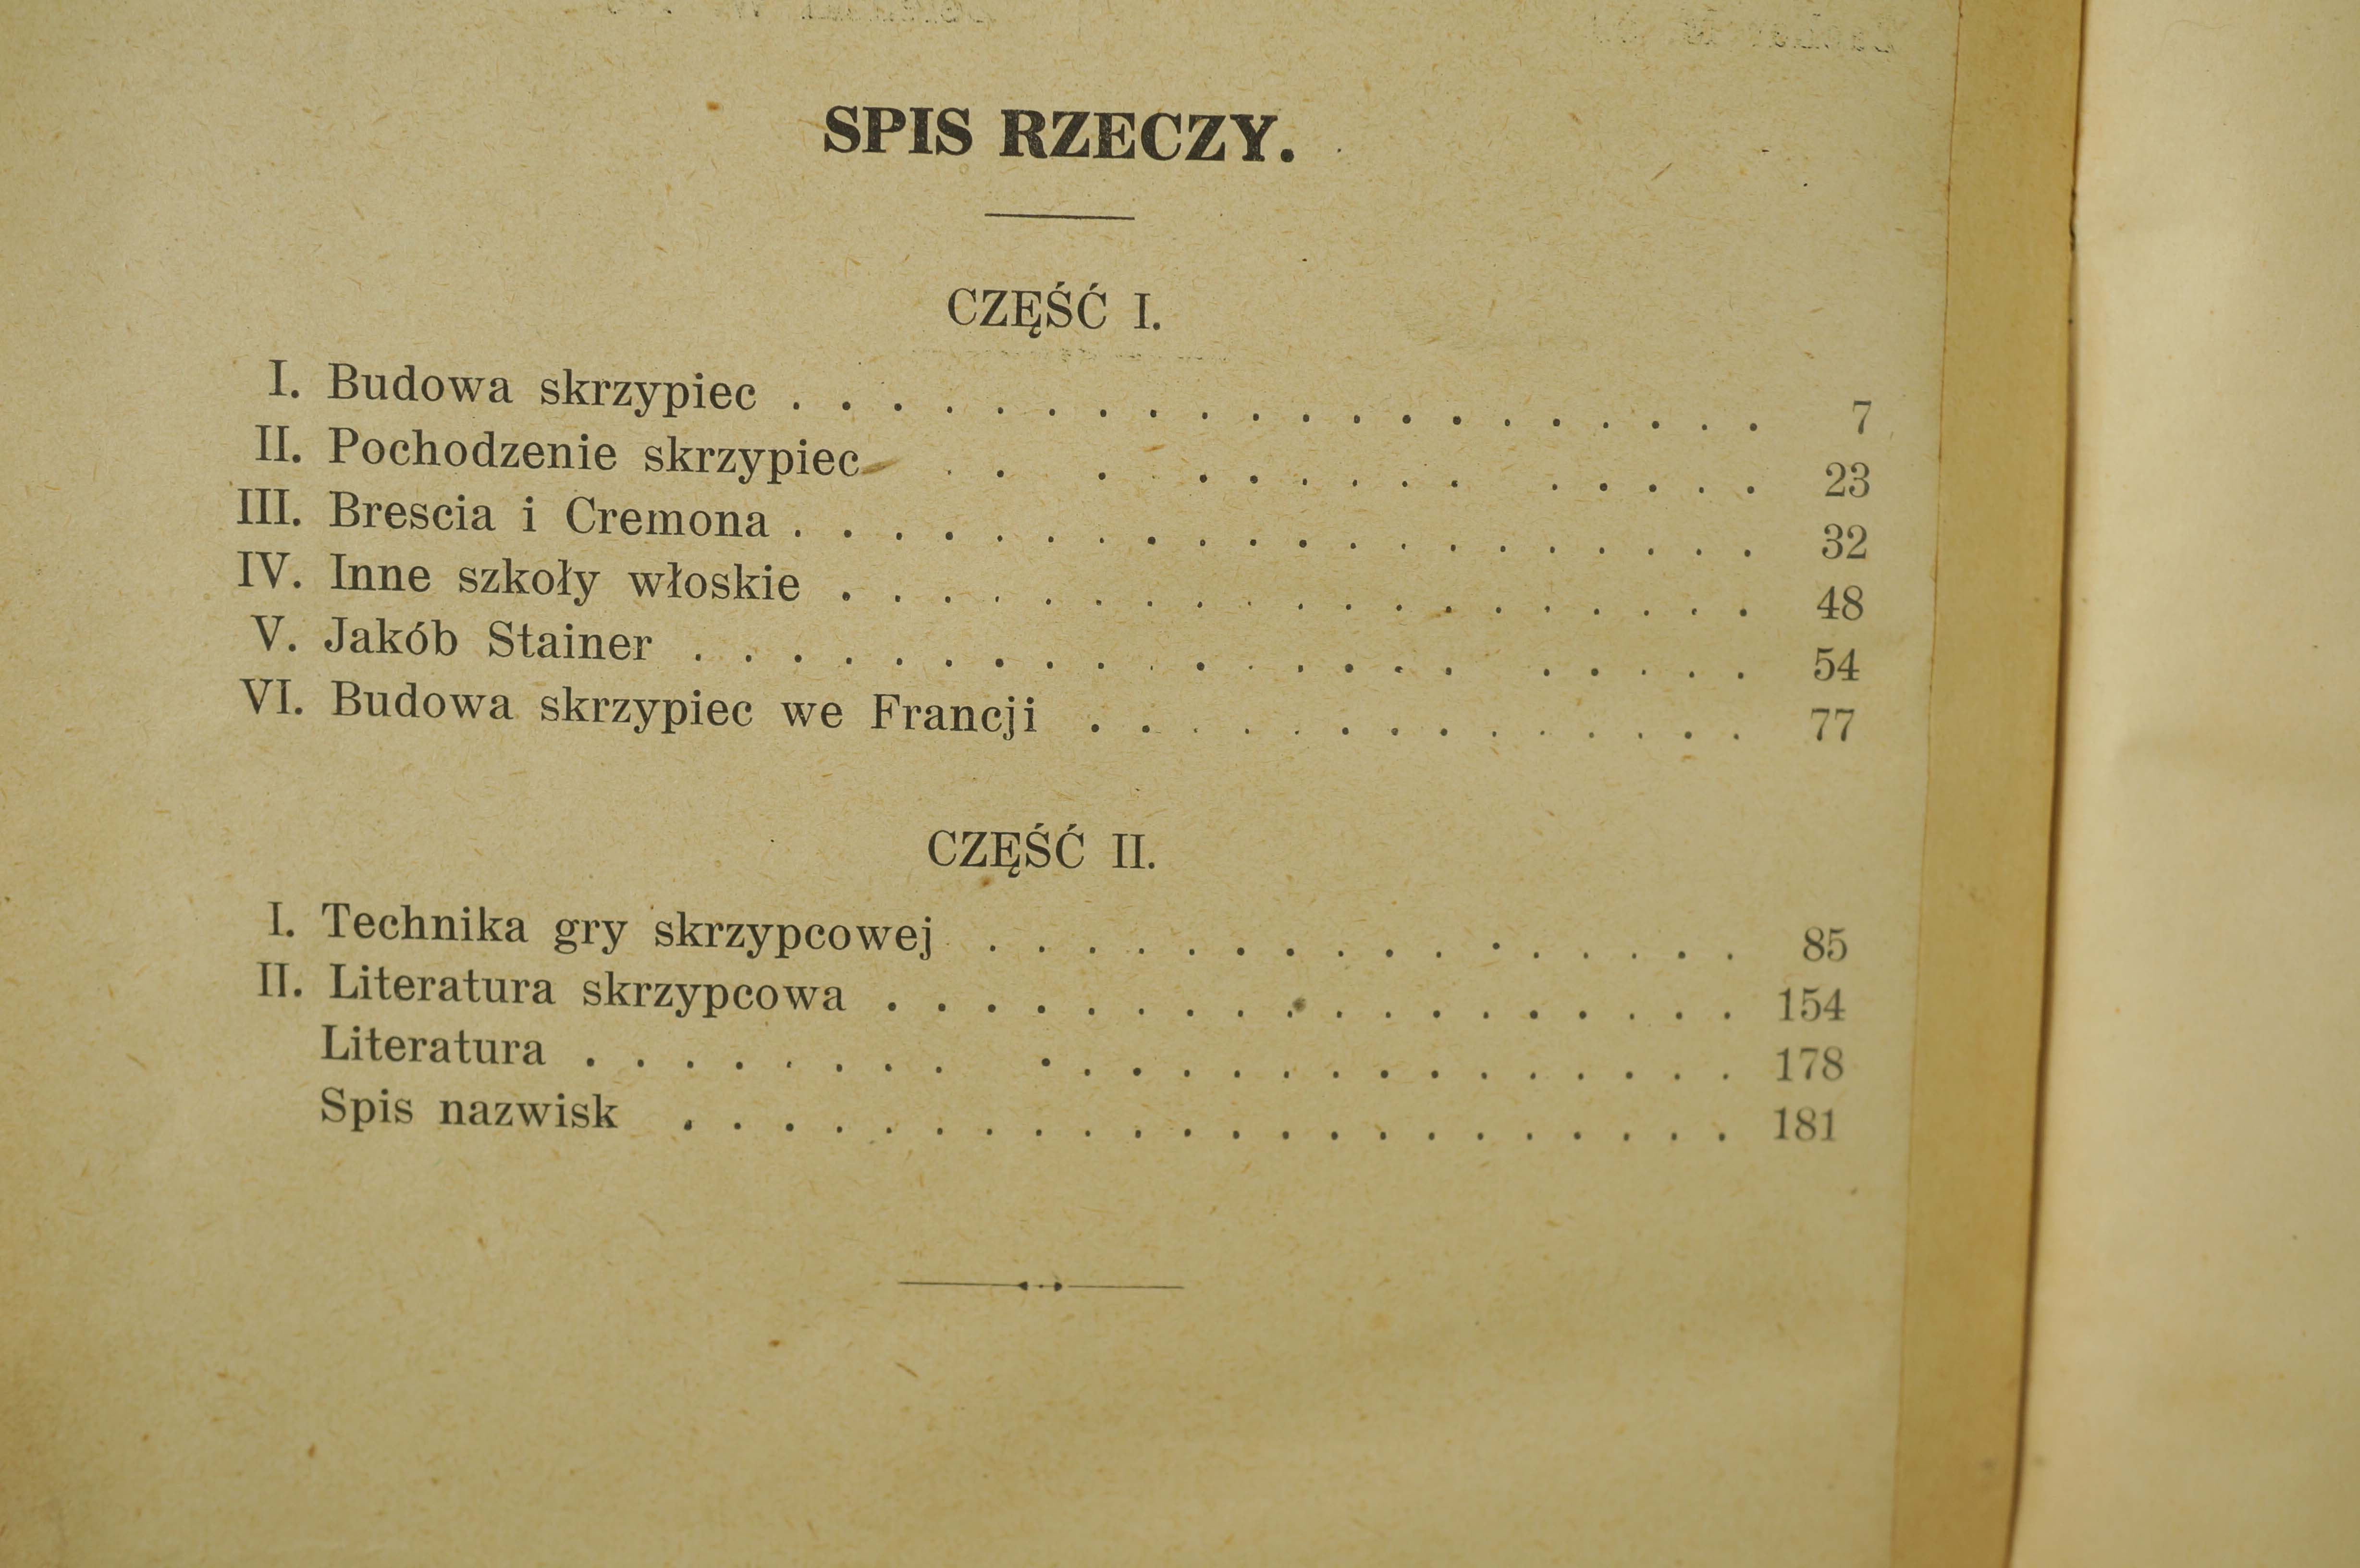 SPIS RZECZY.
CZĘŚĆ I.
I. Budowa skrzypiec . . . . . . . . . . . . . . . . . . . . 7
II. Pochodzenie skrzypiec . . . . . . . . . . . . . . 23
III. Brescia i Cremona . . . . . . . . . . . . . . . . . . . . 32
IV. Inne szkoły włoskie . . . . . . . . . . . . . . . . . . . 48
V. Jakób Stainer . . . . . . . . . . . . . . . . . . . . . 54
VI. Budowa skrzypiec we Francji . . . . . . . . . . . . . . 77
CZĘŚĆ II.
I. Technika gry skrzypcowej . . . . . . . . . . . . . . . . 85
II. Literatura skrzypcowa . . . . . . . . . . . . . . . . . . 154
Literatura . . . . . . . . . . . . . . . . . . . . . . . 178
Spis nazwisk . . . . . . . . . . . . . . . . . . . . . . 181